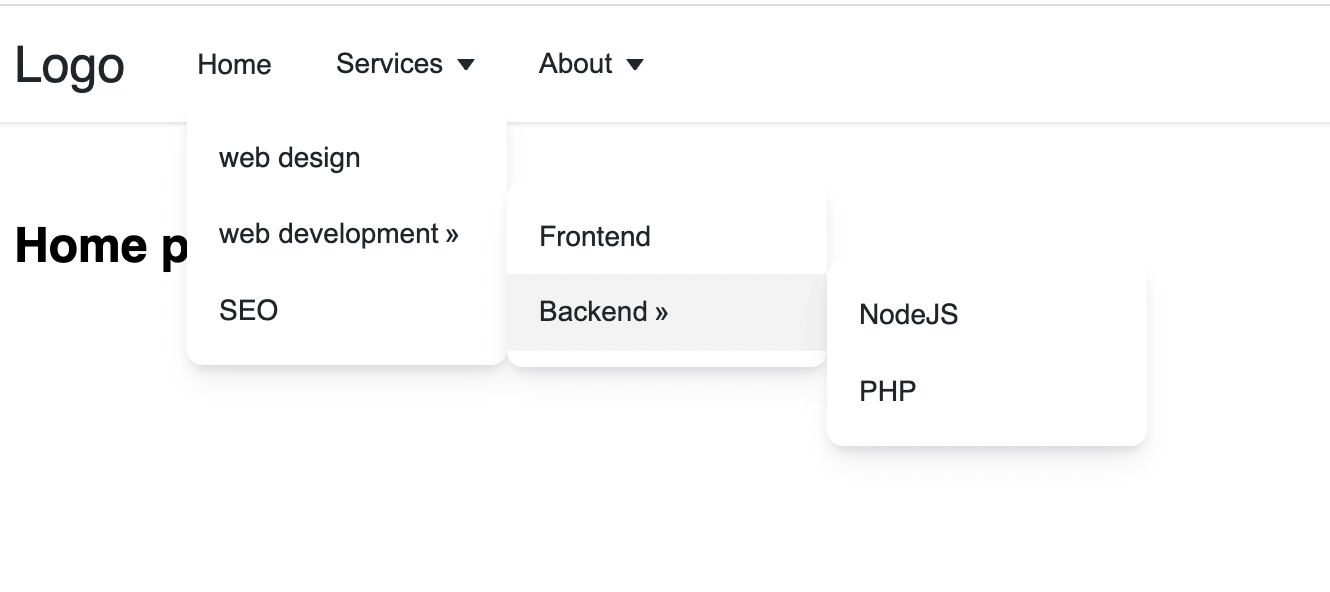 Logo Home Services ▼ About ▼
web design
web development »
SEO
Home p
Frontend
Backend »
NodeJS
PHP